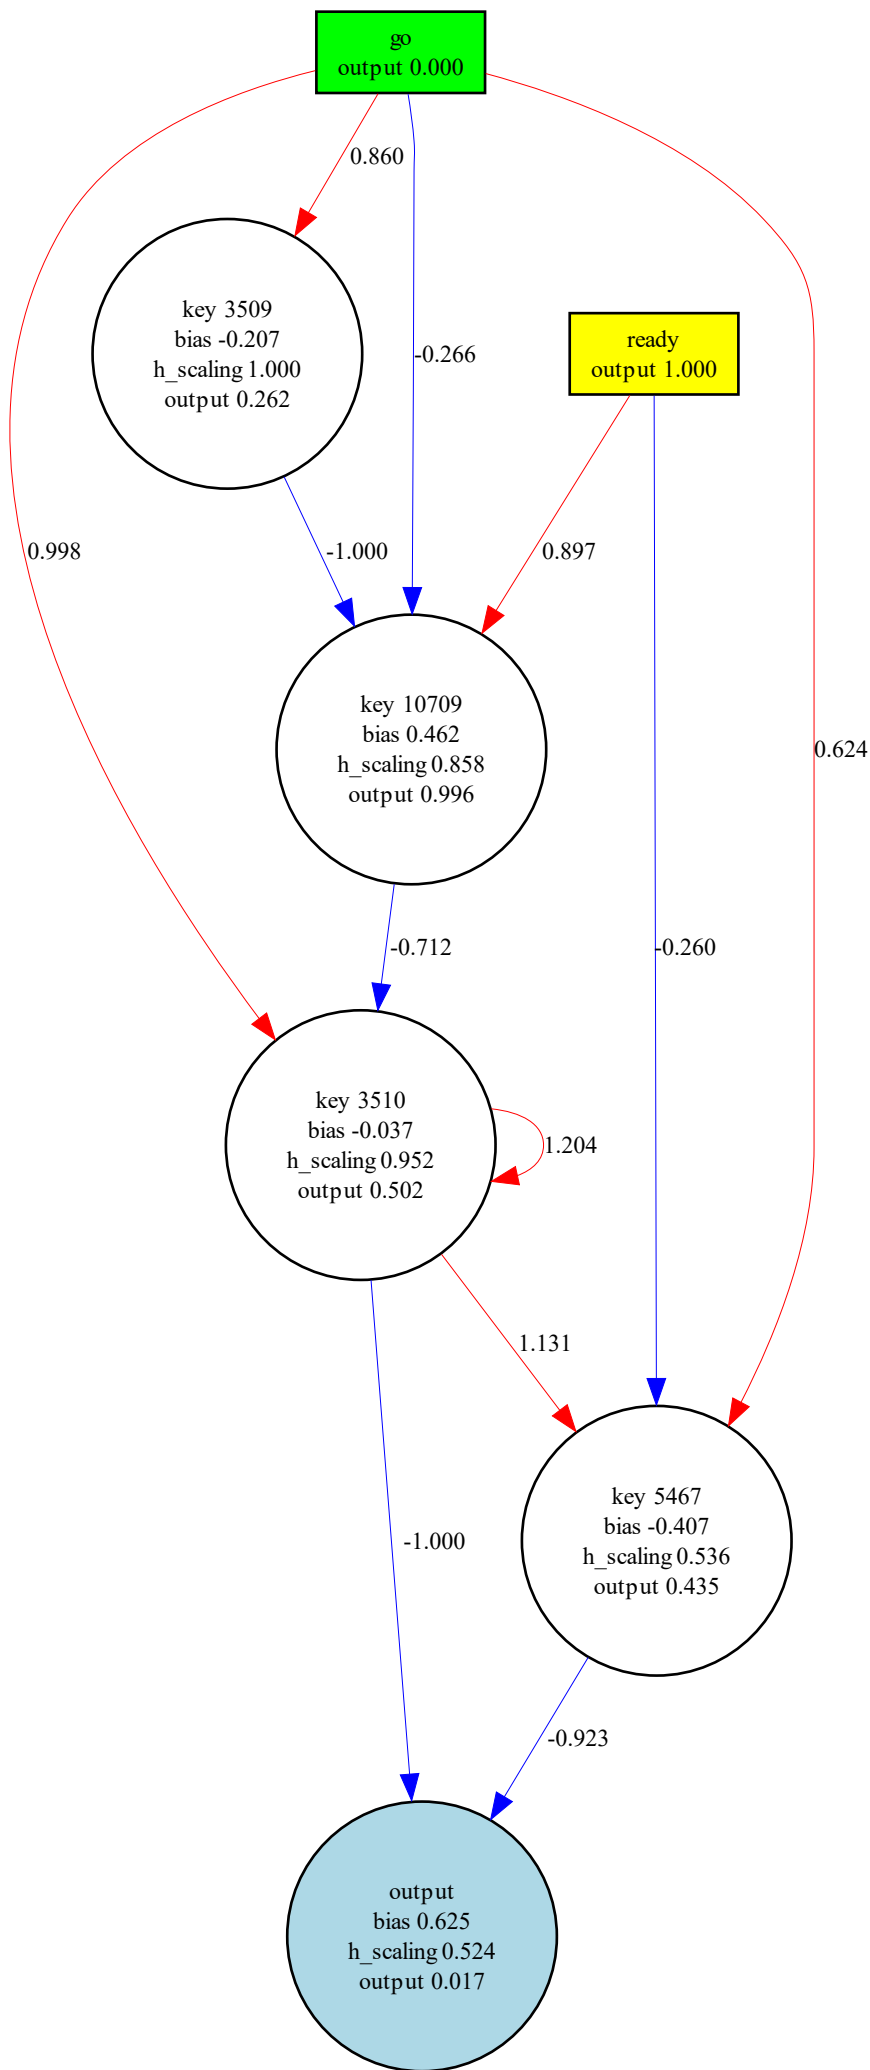 go
output 0.000
0.860
key 3509
bias -0.207
h_scaling 1.000
output 0.262
-0.266
ready
output 1.000
0.998
-1.000
0.897
key 10709
bias 0.462
h_scaling 0.858
output 0.996
0.624
-0.712
-0.260
key 3510
bias -0.037
h_scaling 0.952
output 0.502
1.204
1.131
key 5467
bias -0.407
h_scaling 0.536
output 0.435
-1.000
-0.923
output
bias 0.625
h_scaling 0.524
output 0.017